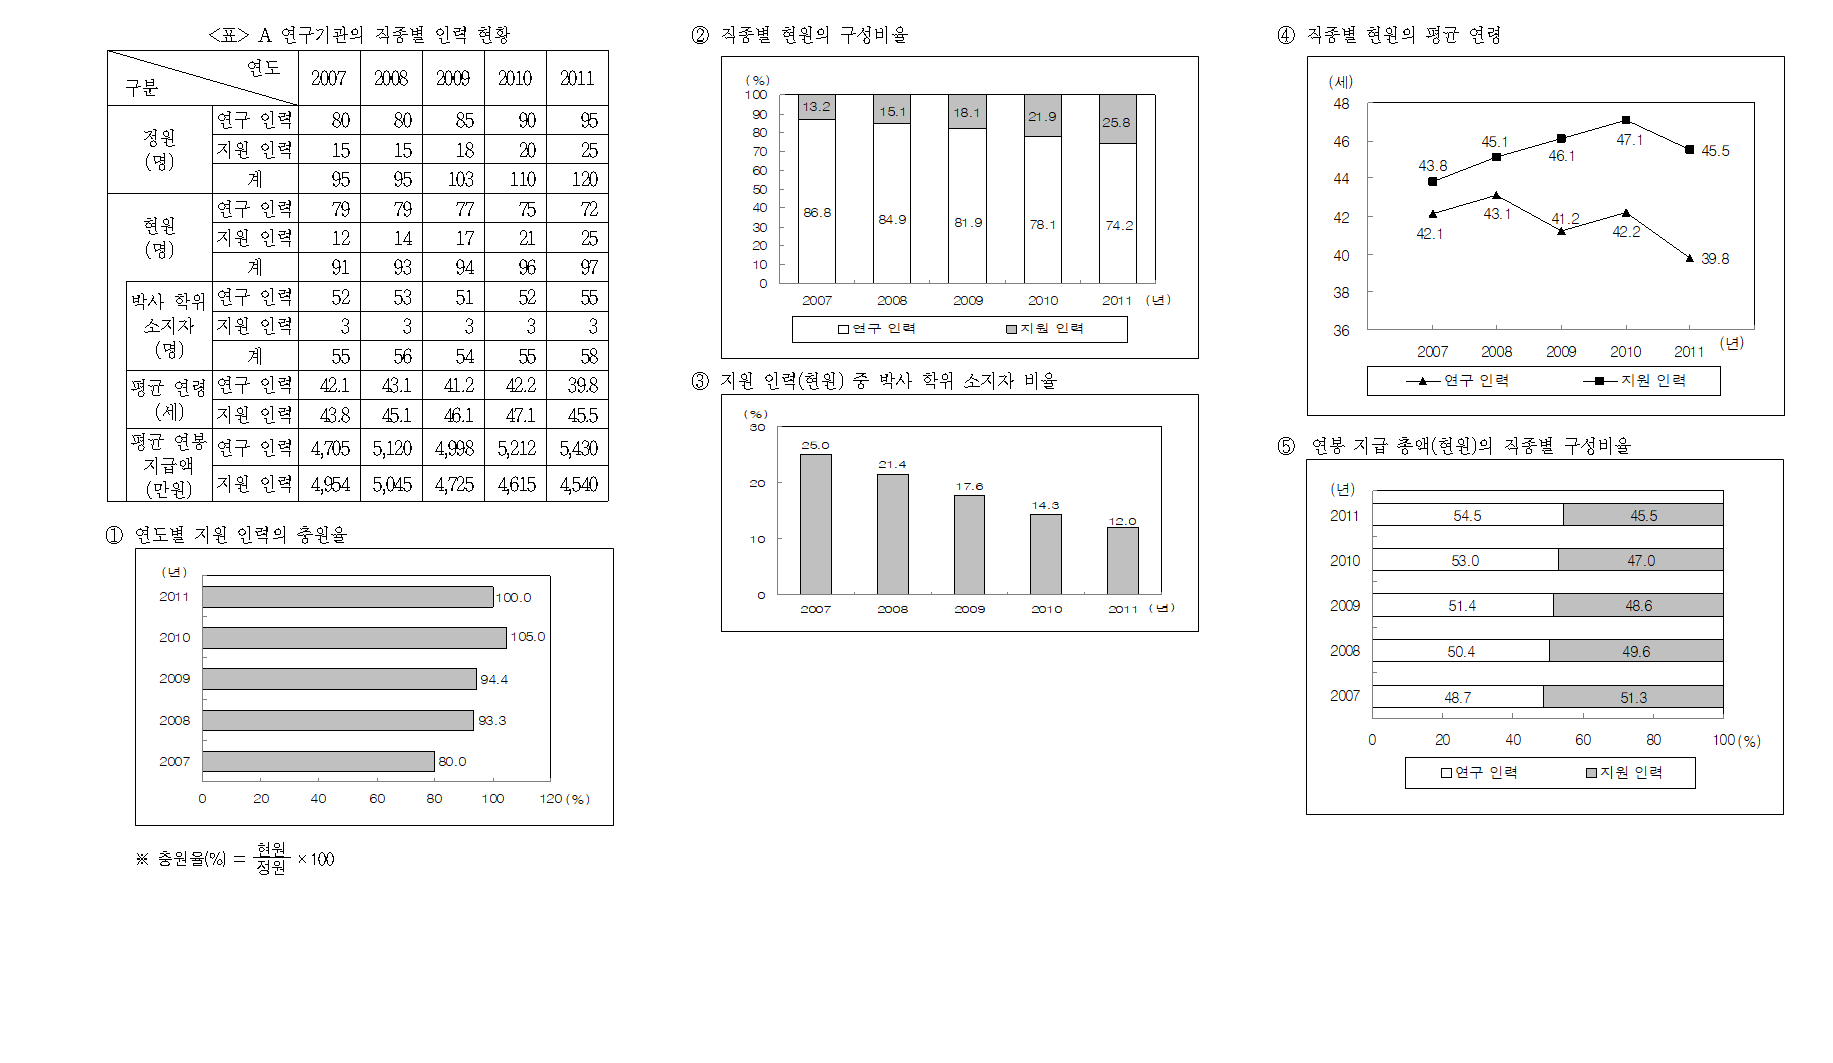 <표> A 연구기관의 직종별 인력 현황
구분 연도 2007 2008 2009 2010 2011
정원 (명) 연구 인력 80 80 85 90 95
지원 인력 15 15 18 20 25
계 95 95 103 110 120
현원 (명) 연구 인력 79 79 77 75 72
지원 인력 12 14 17 21 25
계 91 93 94 96 97
박사 학위 소지자 (명) 연구 인력 52 53 51 52 55
지원 인력 3 3 3 3 3
계 55 56 54 55 58
평균 연령 (세) 연구 인력 42.1 43.1 41.2 42.2 39.8
지원 인력 43.8 45.1 46.1 47.1 45.5
평균 연봉 지급액 (만원) 연구 인력 4,705 5,120 4,998 5,212 5,430
지원 인력 4,954 5,045 4,725 4,615 4,540
① 연도별 지원 인력의 충원율
(년)
2011 100.0
2010 105.0
2009 94.4
2008 93.3
2007 80.0
0 20 40 60 80 100 120 (%)
※ 충원율(%) = 현원 / 정원 × 100
② 직종별 현원의 구성비율
(%)
100
90
80
70
60
50
40
30
20
10
0
13.2 15.1 18.1 21.9 25.8
86.8 84.9 81.9 78.1 74.2
2007 2008 2009 2010 2011 (년)
연구 인력 지원 인력
③ 지원 인력(현원) 중 박사 학위 소지자 비율
(%)
30
20
10
0
25.0 21.4 17.6 14.3 12.0
2007 2008 2009 2010 2011 (년)
④ 직종별 현원의 평균 연령
(세)
48
46
44
42
40
38
36
43.8 45.1 46.1 47.1 45.5
42.1 43.1 41.2 42.2 39.8
2007 2008 2009 2010 2011 (년)
연구 인력 지원 인력
⑤ 연봉 지급 총액(현원)의 직종별 구성비율
(년)
2011 54.5 45.5
2010 53.0 47.0
2009 51.4 48.6
2008 50.4 49.6
2007 48.7 51.3
0 20 40 60 80 100 (%)
연구 인력 지원 인력